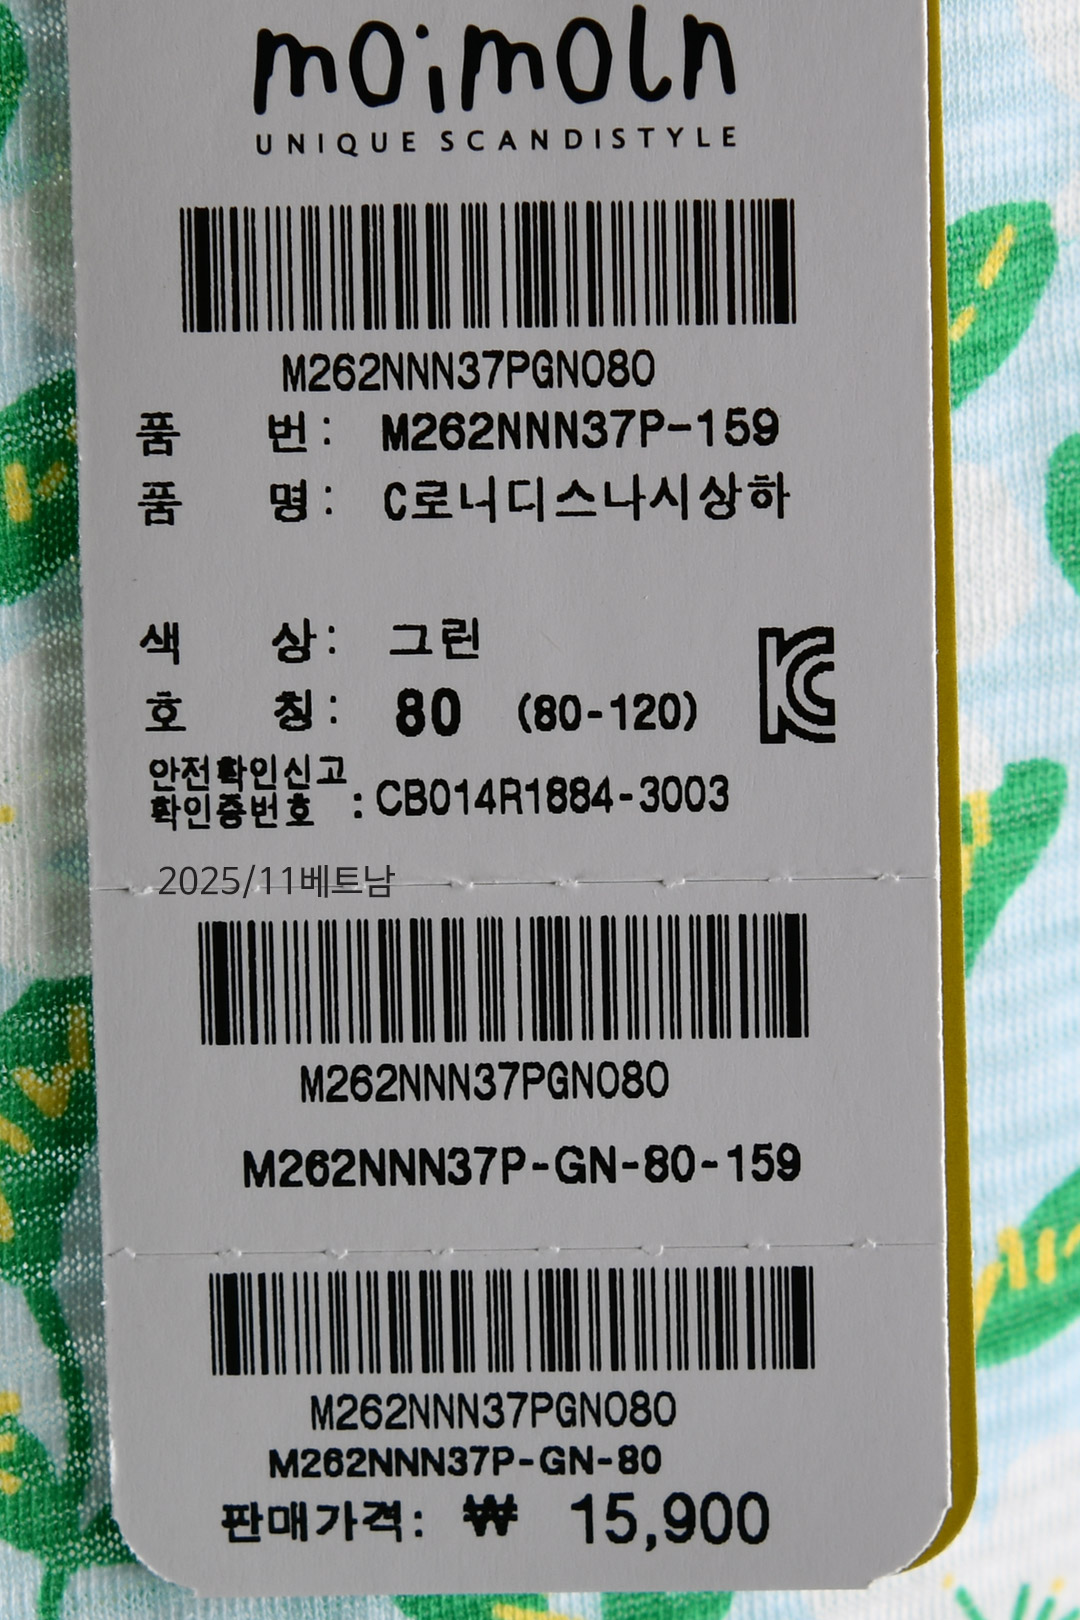 moimoln
UNIQUE SCANDISTYLE
M262NNN37PGN080
품 번: M262NNN37P-159
품 명: C로니디스나시상하
색 상: 그린
호 칭: 80 (80-120)
안전확인신고
확인증번호 : CB014R1884-3003
2025/11베트남
M262NNN37PGN080
M262NNN37P-GN-80-159
M262NNN37PGN080
M262NNN37P-GN-80
판매가격: ₩ 15,900